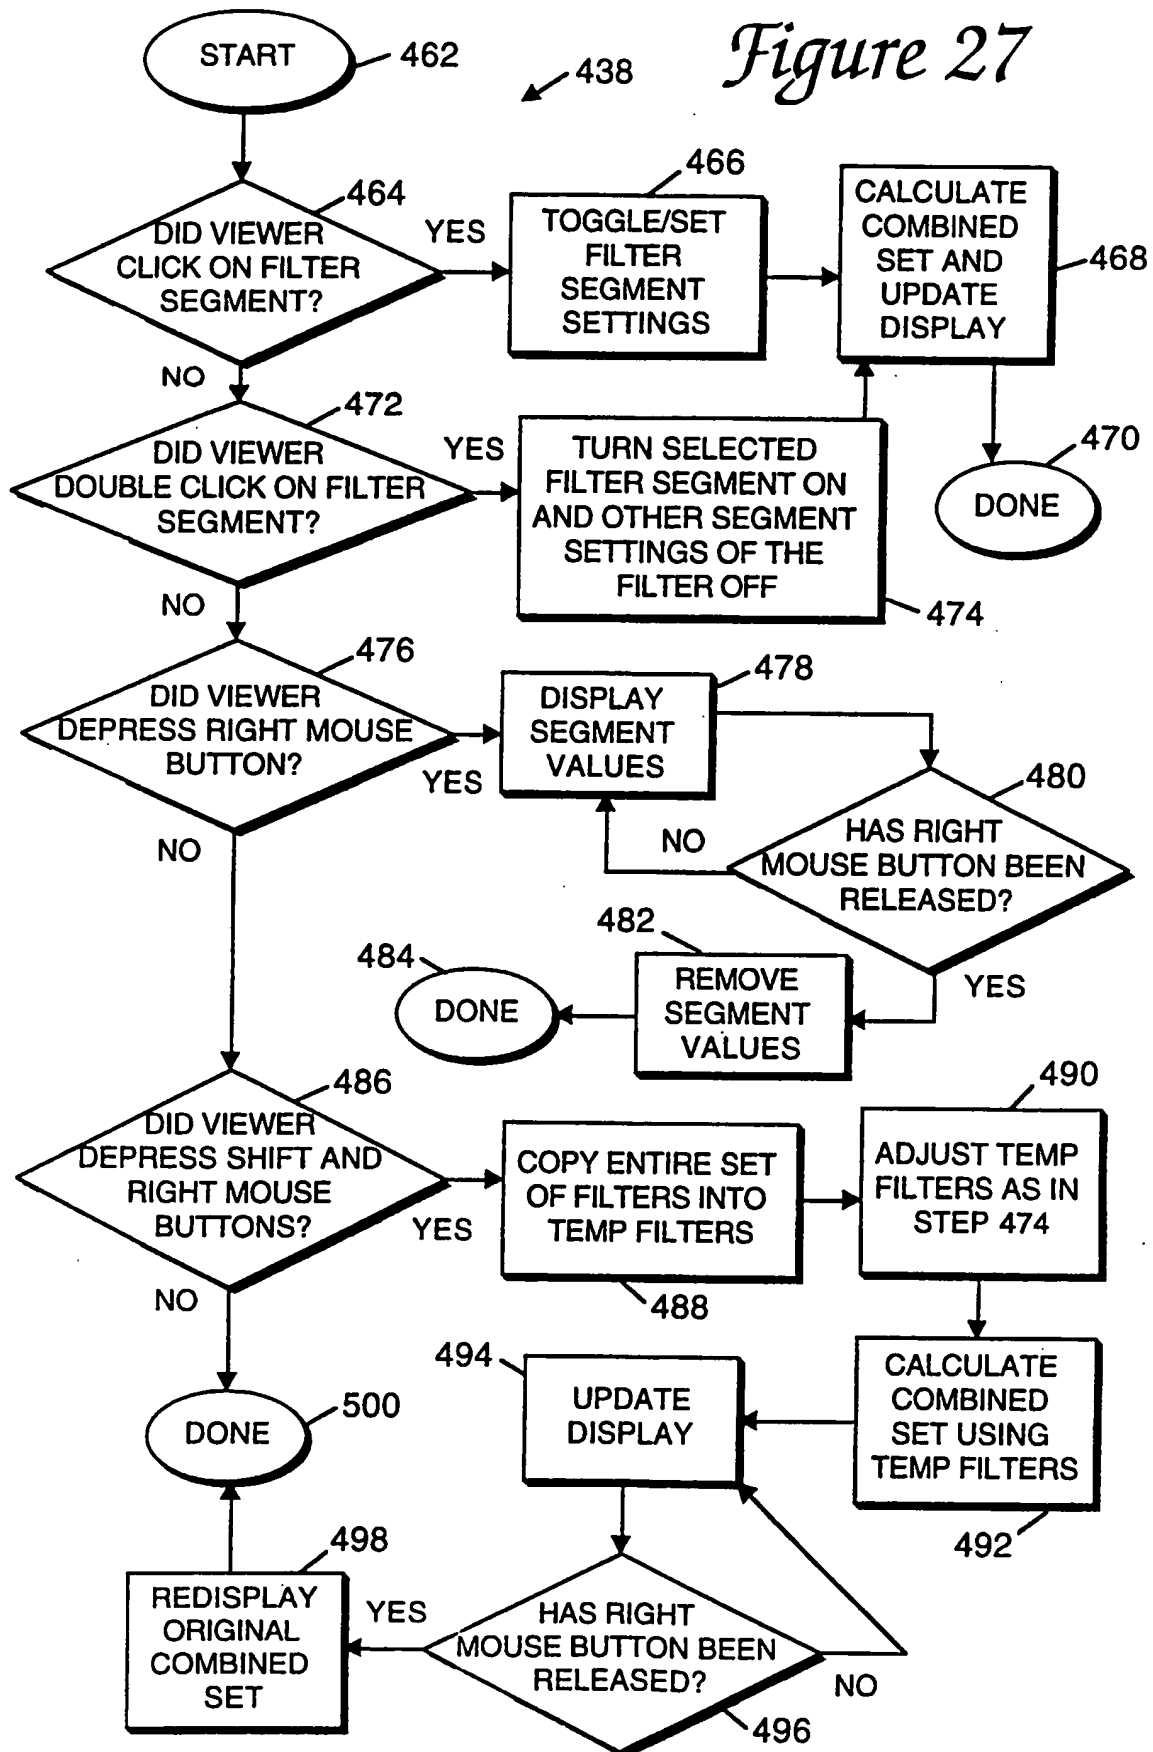 Figure 27
START
462
438
464
DID VIEWER
CLICK ON FILTER
SEGMENT?
YES
NO
466
TOGGLE/SET
FILTER
SEGMENT
SETTINGS
CALCULATE
COMBINED
SET AND
UPDATE
DISPLAY
468
470
DONE
472
DID VIEWER
DOUBLE CLICK ON FILTER
SEGMENT?
YES
NO
TURN SELECTED
FILTER SEGMENT ON
AND OTHER SEGMENT
SETTINGS OF THE
FILTER OFF
474
476
DID VIEWER
DEPRESS RIGHT MOUSE
BUTTON?
YES
NO
478
DISPLAY
SEGMENT
VALUES
480
HAS RIGHT
MOUSE BUTTON BEEN
RELEASED?
NO
YES
482
REMOVE
SEGMENT
VALUES
484
DONE
486
DID VIEWER
DEPRESS SHIFT AND
RIGHT MOUSE
BUTTONS?
YES
NO
COPY ENTIRE SET
OF FILTERS INTO
TEMP FILTERS
488
490
ADJUST TEMP
FILTERS AS IN
STEP 474
CALCULATE
COMBINED
SET USING
TEMP FILTERS
492
494
UPDATE
DISPLAY
HAS RIGHT
MOUSE BUTTON BEEN
RELEASED?
496
NO
YES
498
REDISPLAY
ORIGINAL
COMBINED
SET
DONE
500